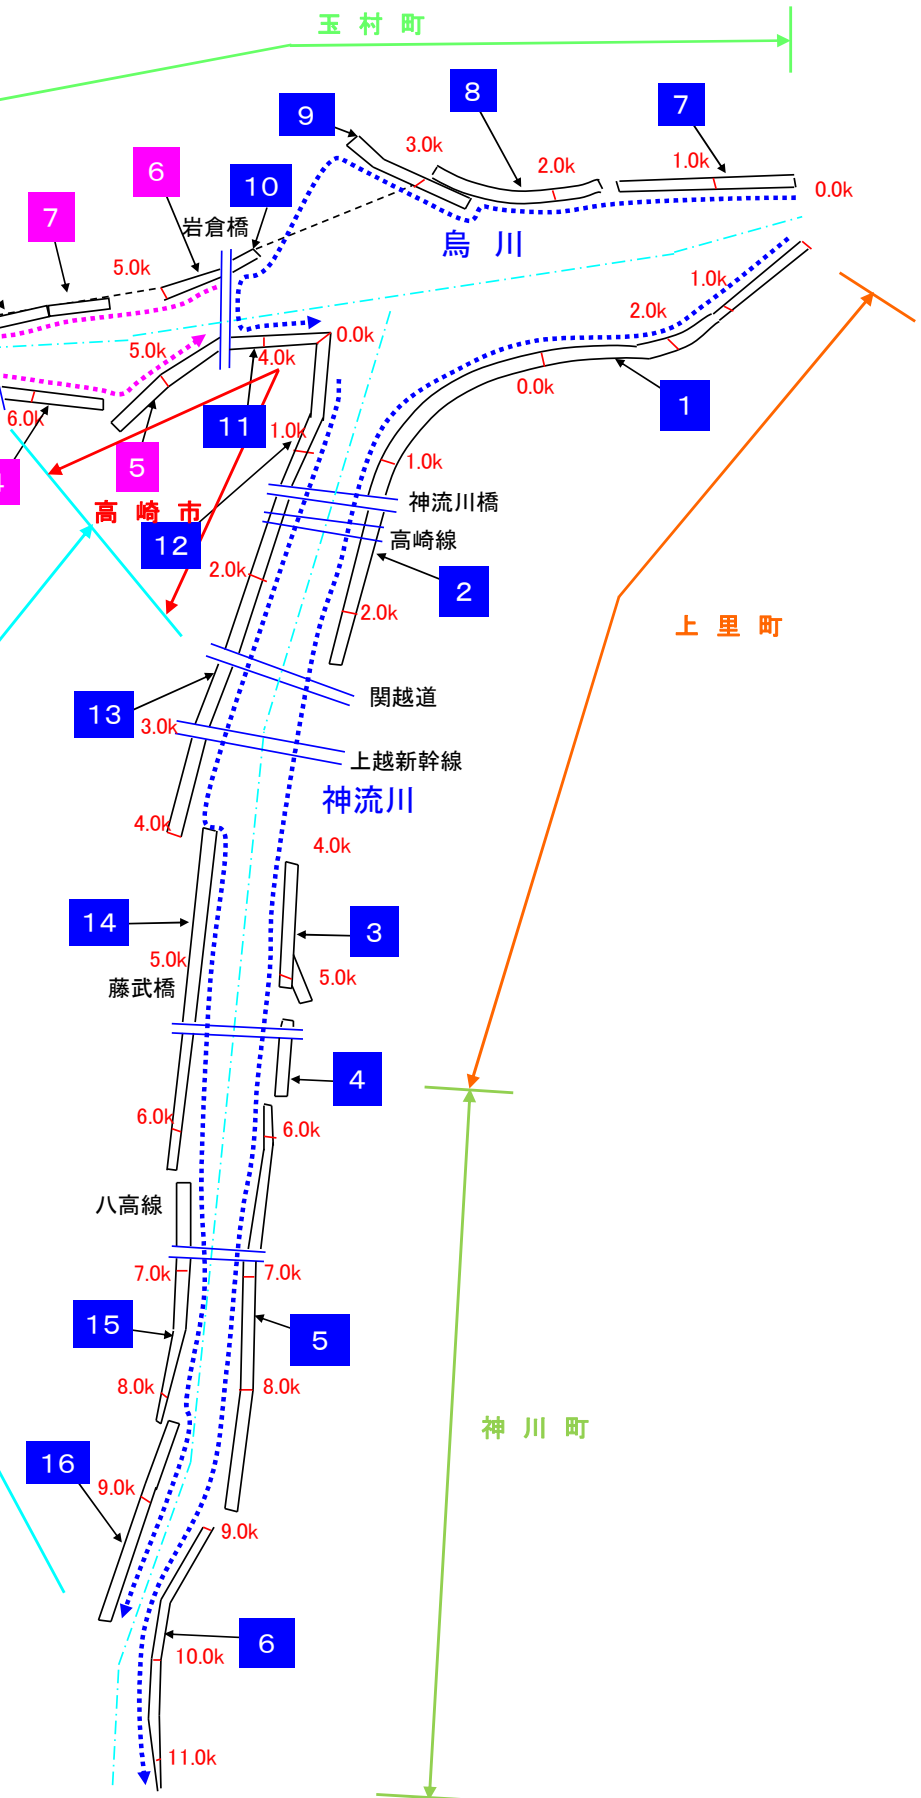 玉 村 町
9
8
7
3.0k
2.0k
1.0k
0.0k
6
10
7
岩倉橋
5.0k
烏 川
1.0k
2.0k
0.0k
5.0k
4.0k
0.0k
1
6.0k
11
1.0k
1.0k
5
4
神流川橋
高 崎 市
高崎線
12
2.0k
2
2.0k
上 里 町
13
関越道
3.0k
上越新幹線
神流川
4.0k
4.0k
14
3
5.0k
5.0k
藤武橋
4
6.0k
6.0k
八高線
7.0k
7.0k
15
5
8.0k
8.0k
神 川 町
16
9.0k
9.0k
6
10.0k
11.0k